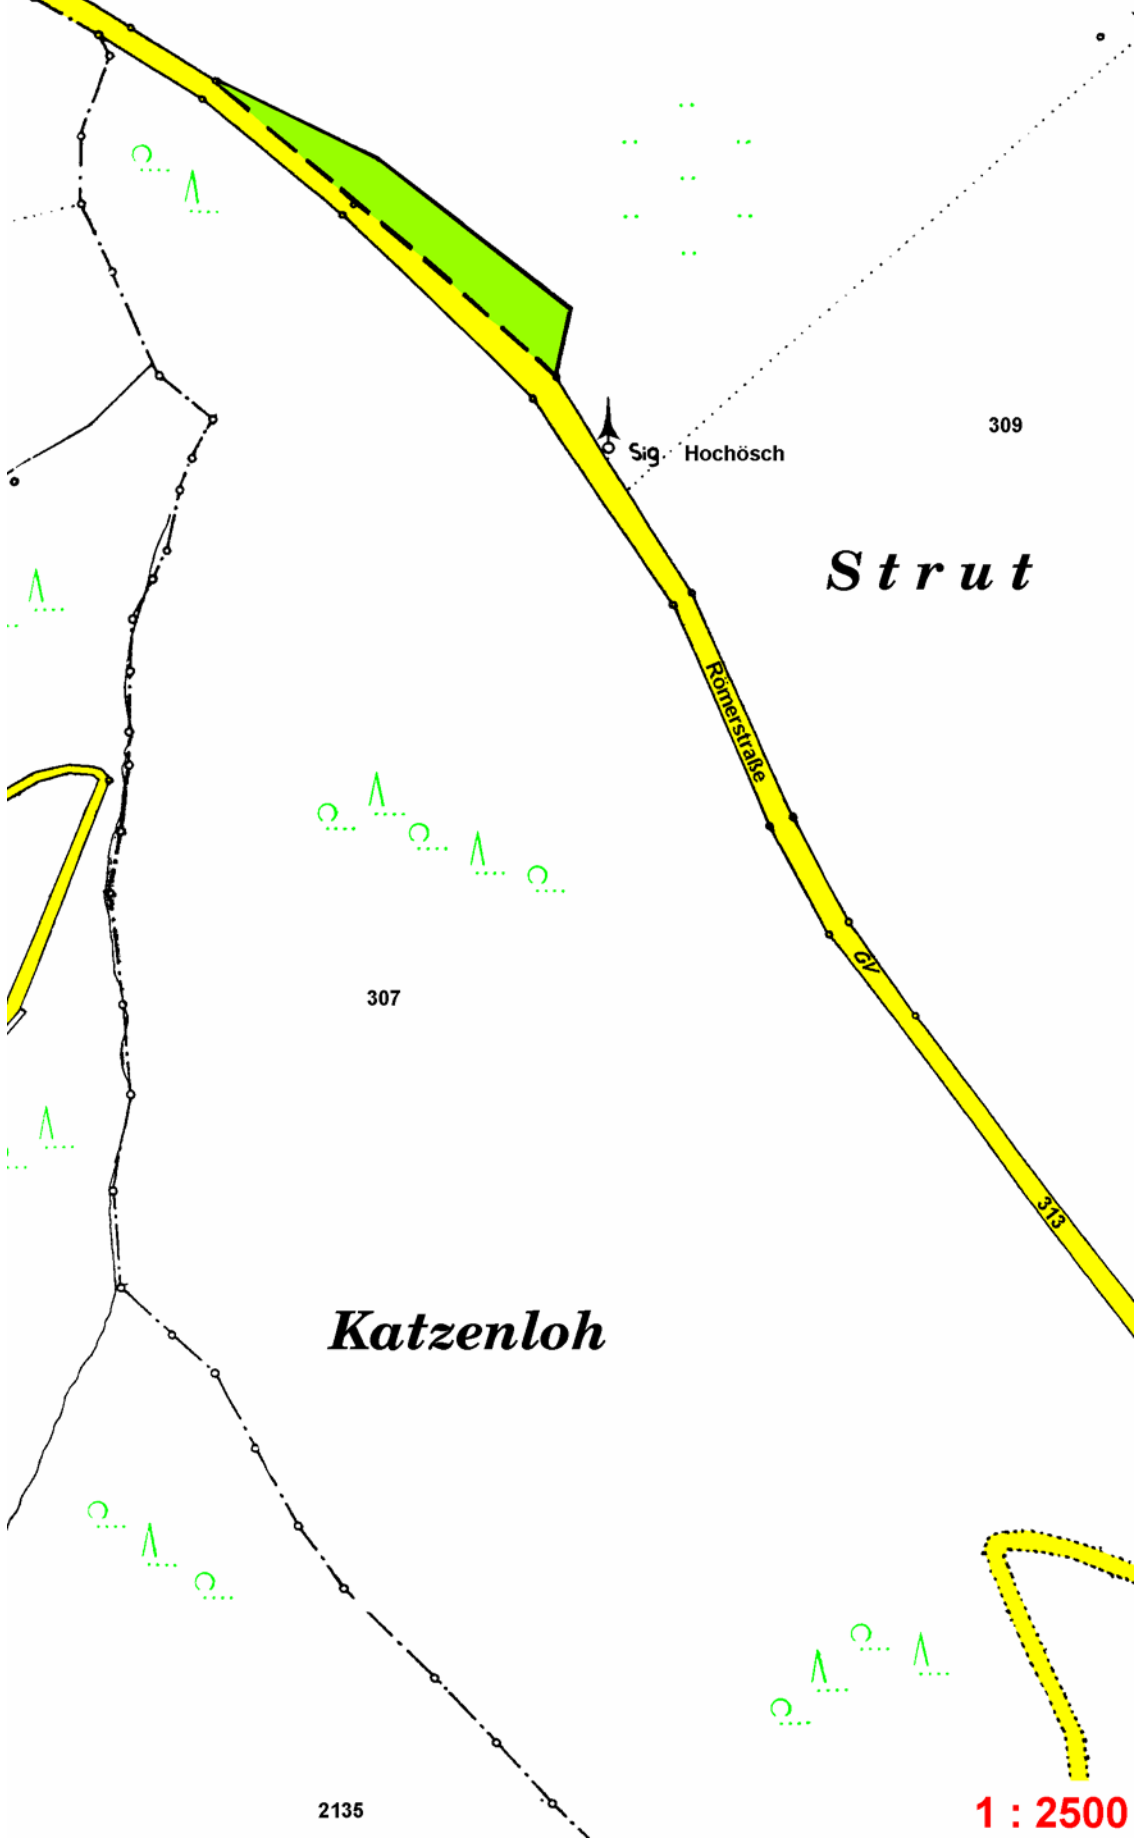 309
Sig Hochösch
Strut
Römerstraße
GV
307
313
Katzenloh
2135
1 : 2500